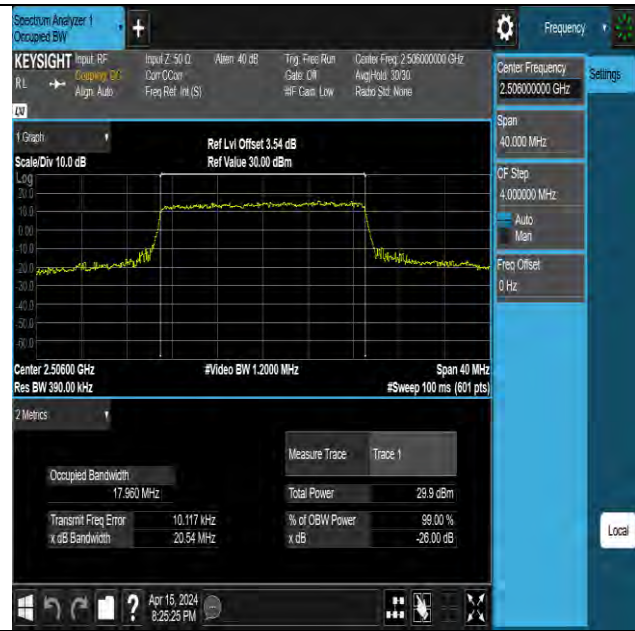 Spectrum Analyzer 1
Occupied BW
Frequency
KEYSIGHT Input: RF Input Z: 50 Ω Atten: 40 dB Trig: Free Run Center Freq: 2.506000000 GHz
RL Coupling: DC Corr CCorr Gate: Off Avg|Hold: 30/30
Align: Auto Freq Ref: Int (S) #IF Gain: Low Radio Std: None
LXI
1 Graph
Ref Lvl Offset 3.54 dB
Scale/Div 10.0 dB Ref Value 30.00 dBm
Log
20.0
10.0
0.00
-10.0
-20.0
-30.0
-40.0
-50.0
-60.0
Center 2.50600 GHz #Video BW 1.2000 MHz Span 40 MHz
Res BW 390.00 kHz #Sweep 100 ms (601 pts)
2 Metrics
Measure Trace Trace 1
Occupied Bandwidth
17.960 MHz Total Power 29.9 dBm
Transmit Freq Error 10.117 kHz % of OBW Power 99.00 %
x dB Bandwidth 20.54 MHz x dB -26.00 dB
Apr 15, 2024
8:25:25 PM
Center Frequency
2.506000000 GHz
Settings
Span
40.000 MHz
CF Step
4.000000 MHz
Auto
Man
Freq Offset
0 Hz
Local